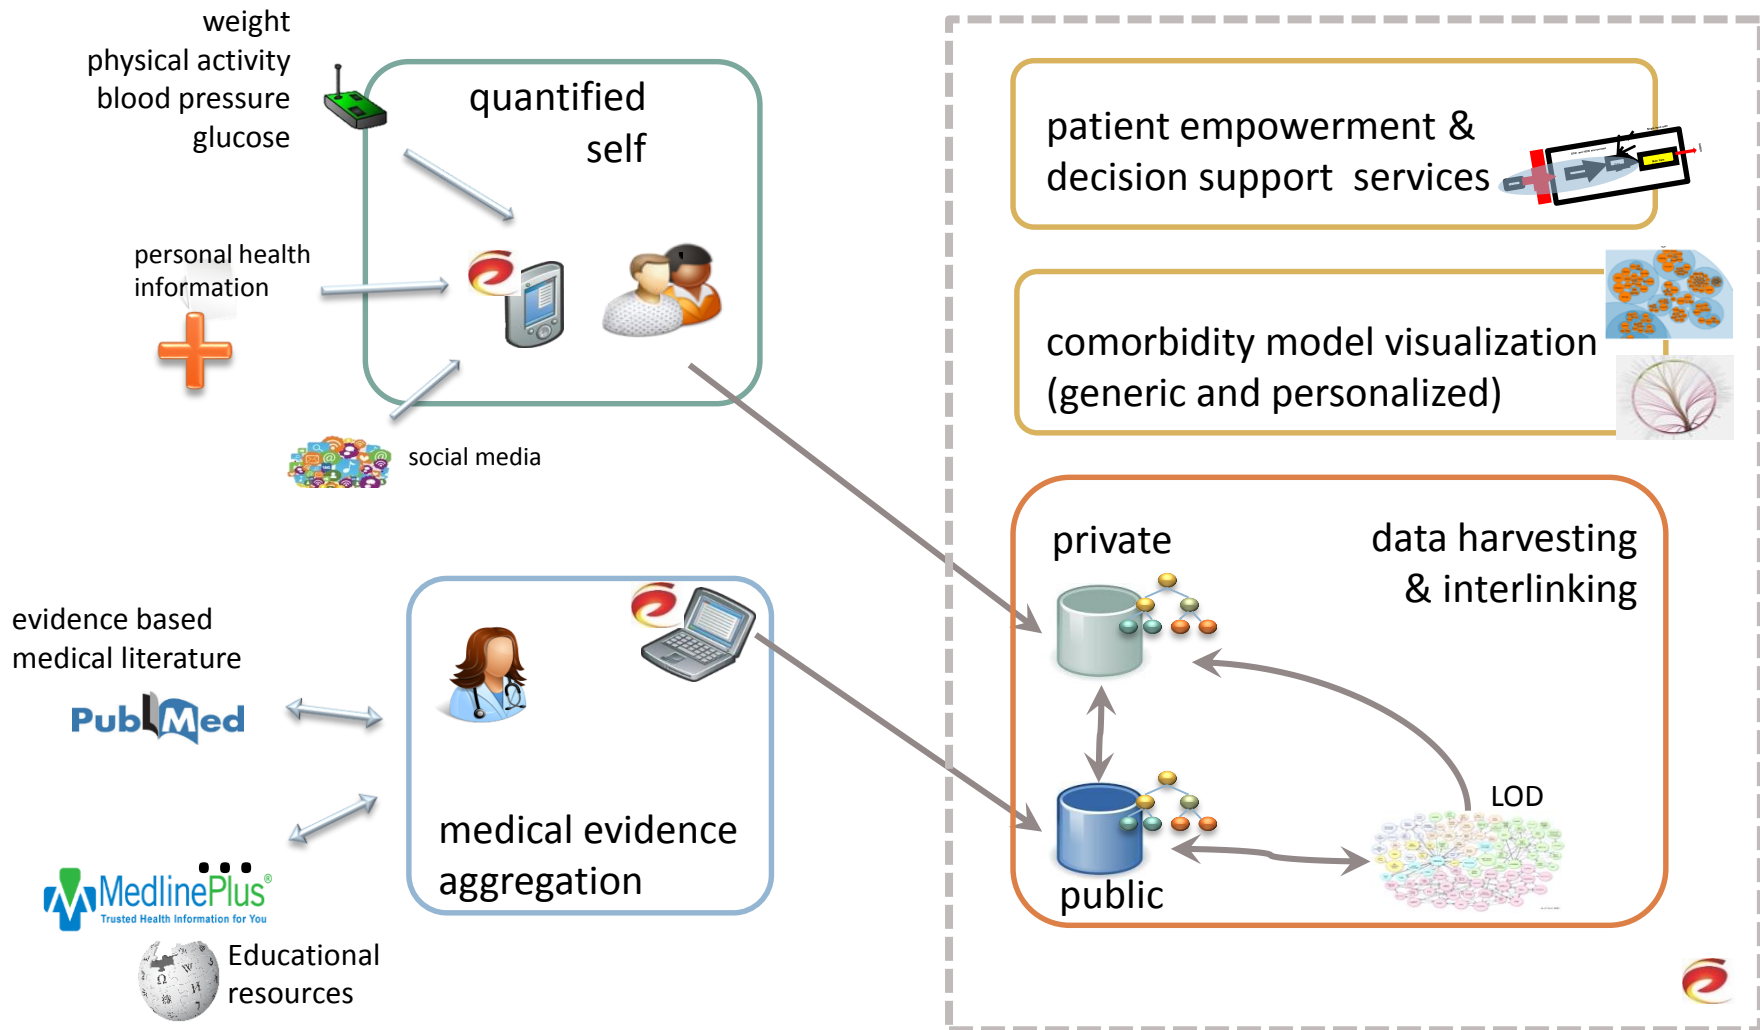 weight
physical activity
blood pressure
glucose
quantified
self
personal health
information
social media
evidence based
medical literature
PubMed
medical evidence
aggregation
...
MedlinePlus®
Trusted Health Information for You
Educational
resources
patient empowerment &
decision support services
comorbidity model visualization
(generic and personalized)
private
data harvesting
& interlinking
LOD
public